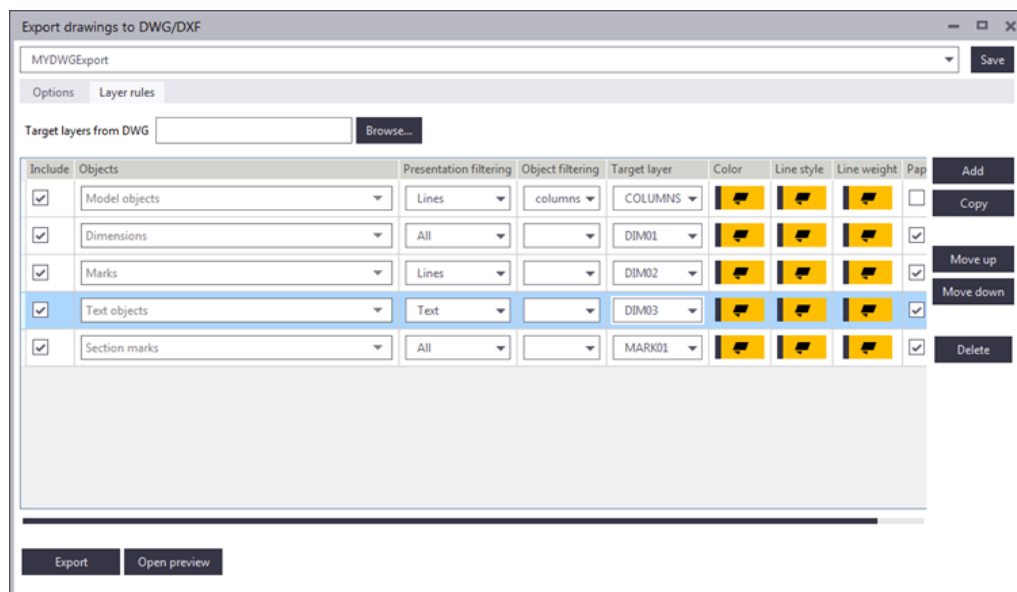 Export drawings to DWG/DXF
MYDWGExport
Save
Options Layer rules
Target layers from DWG Browse...
Include Objects Presentation filtering Object filtering Target layer Color Line style Line weight Pap
Add
Model objects Lines columns COLUMNS
Copy
Dimensions All DIM01
Marks Lines DIM02
Move up
Move down
Text objects Text DIM03
Section marks All MARK01
Delete
Export Open preview